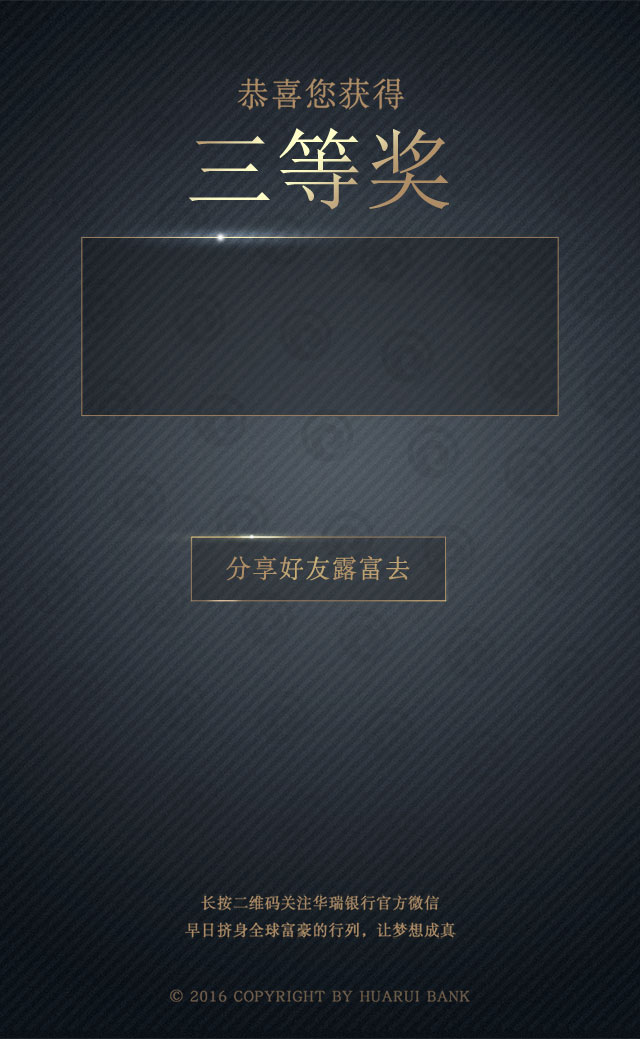 恭喜您获得
三等奖
分享好友露富去
长按二维码关注华瑞银行官方微信
早日挤身全球富豪的行列，让梦想成真
© 2016 COPYRIGHT BY HUARUI BANK